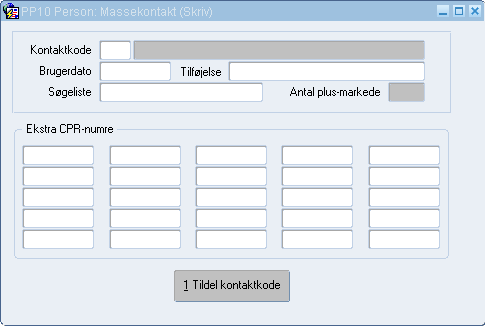 PP10 Person: Massekontakt (Skriv)
Kontaktkode
Brugerdato Tilføjelse
Søgeliste Antal plus-markede
Ekstra CPR-numre
1 Tildel kontaktkode